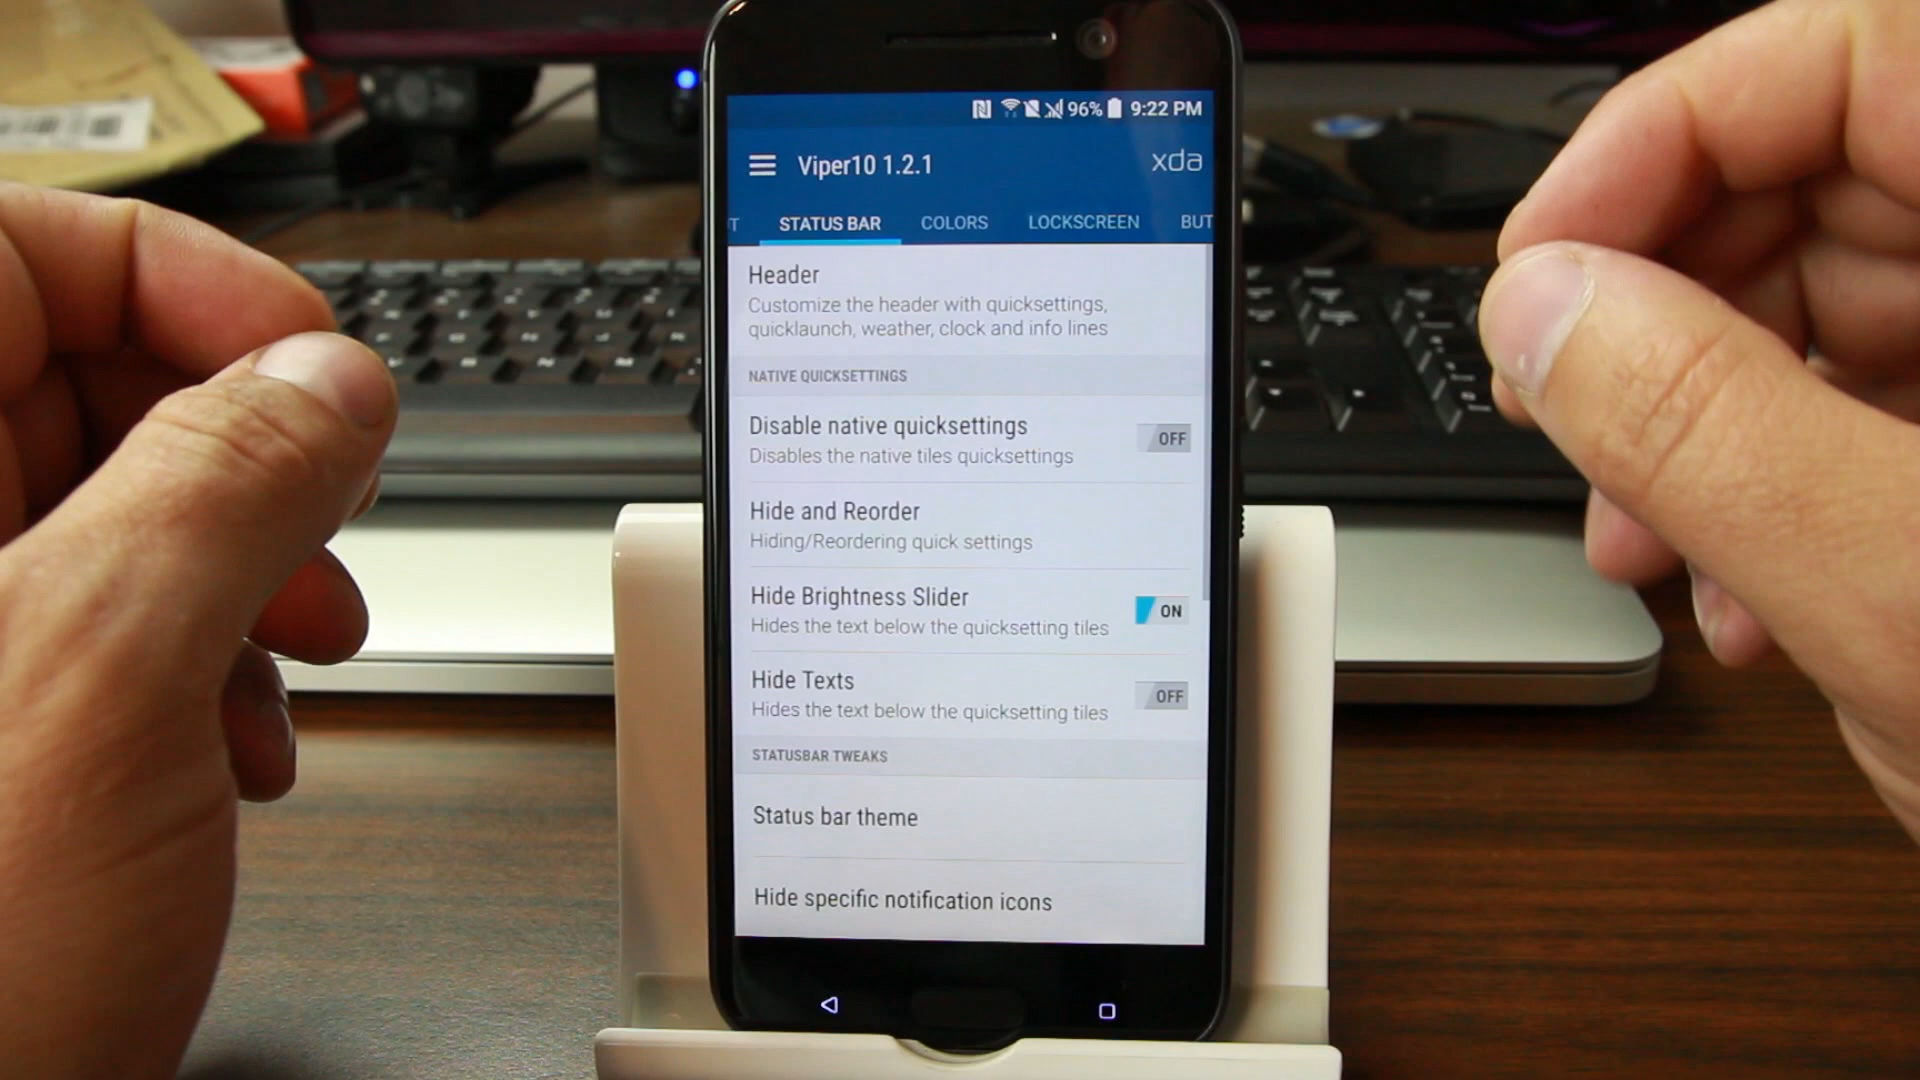 96% 9:22 PM
Viper10 1.2.1
xda
T STATUS BAR COLORS LOCKSCREEN BUT
Header
Customize the header with quicksettings,
quicklaunch, weather, clock and info lines
NATIVE QUICKSETTINGS
Disable native quicksettings
OFF
Disables the native tiles quicksettings
Hide and Reorder
Hiding/Reordering quick settings
Hide Brightness Slider
ON
Hides the text below the quicksetting tiles
Hide Texts
OFF
Hides the text below the quicksetting tiles
STATUSBAR TWEAKS
Status bar theme
Hide specific notification icons